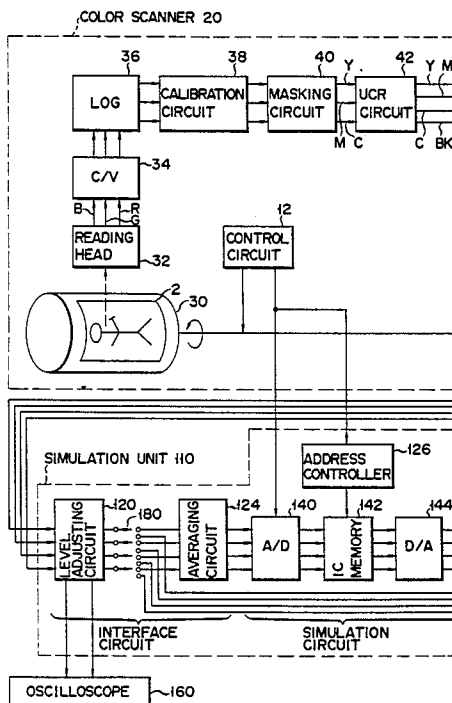 COLOR SCANNER 20
36
38
40
42
LOG
CALIBRATION
CIRCUIT
MASKING
CIRCUIT
UCR
CIRCUIT
Y
M
C
Y
M
C
BK
C/V
34
B
R
G
READING
HEAD
32
12
CONTROL
CIRCUIT
2
30
SIMULATION UNIT 110
ADDRESS
CONTROLLER
126
120
180
124
140
142
144
LEVEL
ADJUSTING
CIRCUIT
AVERAGING
CIRCUIT
A/D
IC
MEMORY
D/A
INTERFACE
CIRCUIT
SIMULATION
CIRCUIT
OSCILLOSCOPE
160